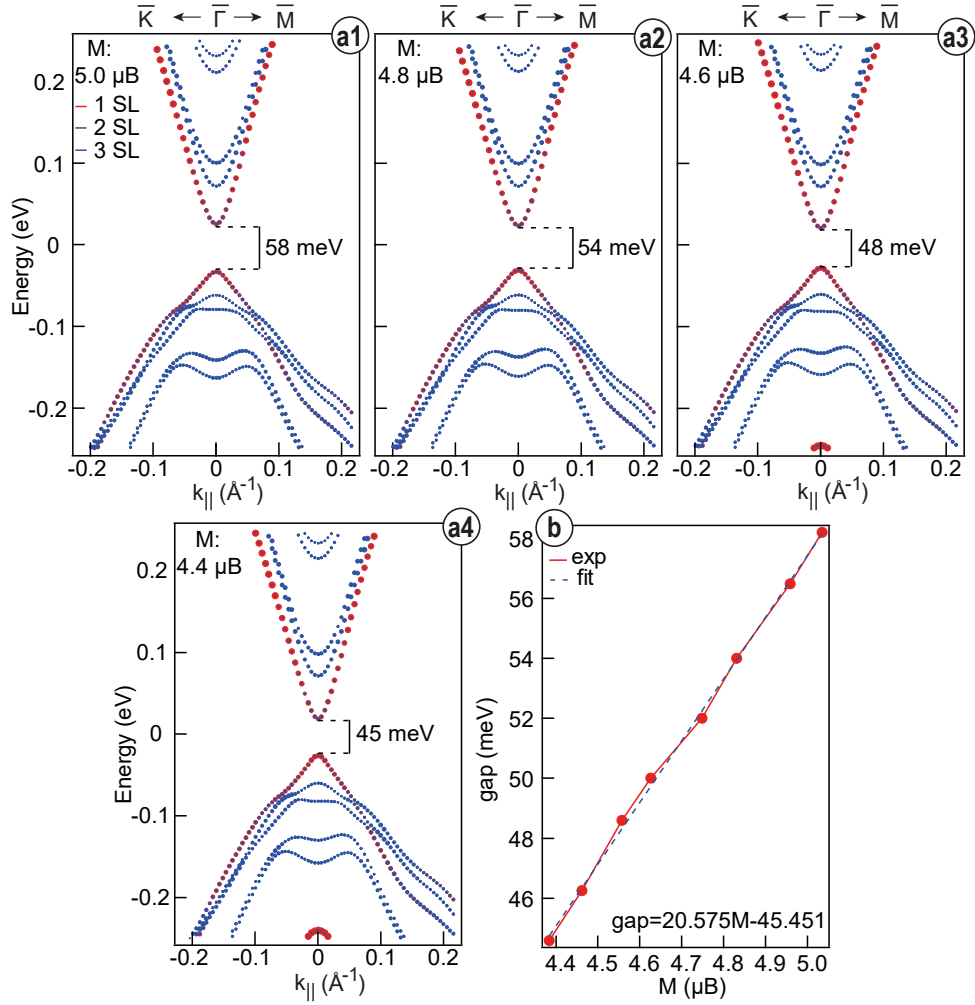 K ← Γ → M
K ← Γ → M
K ← Γ → M
a1
a2
a3
M:
5.0 µB
1 SL
2 SL
3 SL
M:
4.8 µB
M:
4.6 µB
0.2
0.1
0
-0.1
-0.2
Energy (eV)
58 meV
54 meV
48 meV
-0.2 -0.1 0 0.1 0.2
-0.2 -0.1 0 0.1 0.2
-0.2 -0.1 0 0.1 0.2
k|| (Å-1)
k|| (Å-1)
k|| (Å-1)
a4
M:
4.4 µB
0.2
0.1
0
-0.1
-0.2
Energy (eV)
45 meV
-0.2 -0.1 0 0.1 0.2
k|| (Å-1)
b
exp
fit
58
56
54
52
50
48
46
gap (meV)
gap=20.575M-45.451
4.4 4.5 4.6 4.7 4.8 4.9 5.0
M (µB)